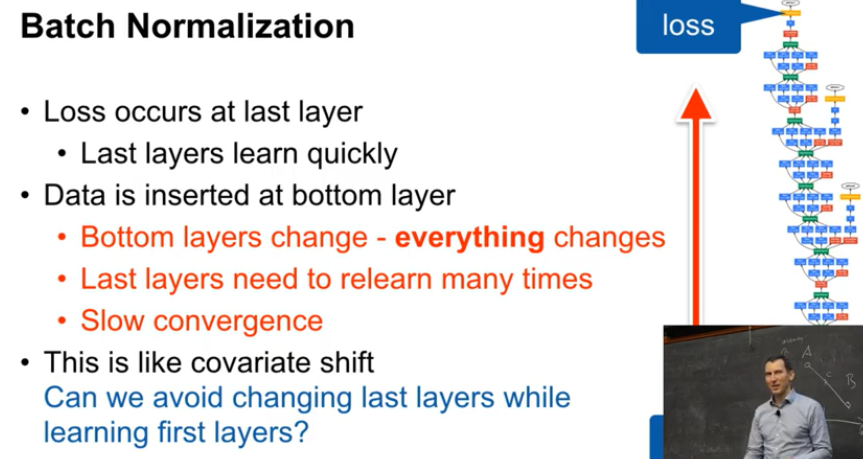 Batch Normalization
loss
• Loss occurs at last layer
• Last layers learn quickly
• Data is inserted at bottom layer
• Bottom layers change - everything changes
• Last layers need to relearn many times
• Slow convergence
• This is like covariate shift
Can we avoid changing last layers while
learning first layers?
A
B